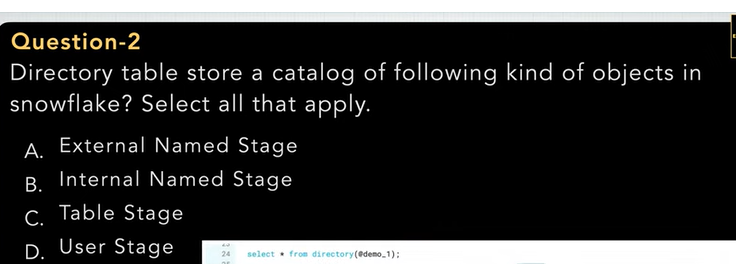 Question-2
Directory table store a catalog of following kind of objects in
snowflake? Select all that apply.
A. External Named Stage
B. Internal Named Stage
C. Table Stage
D. User Stage
24 select * from directory(@demo_1);